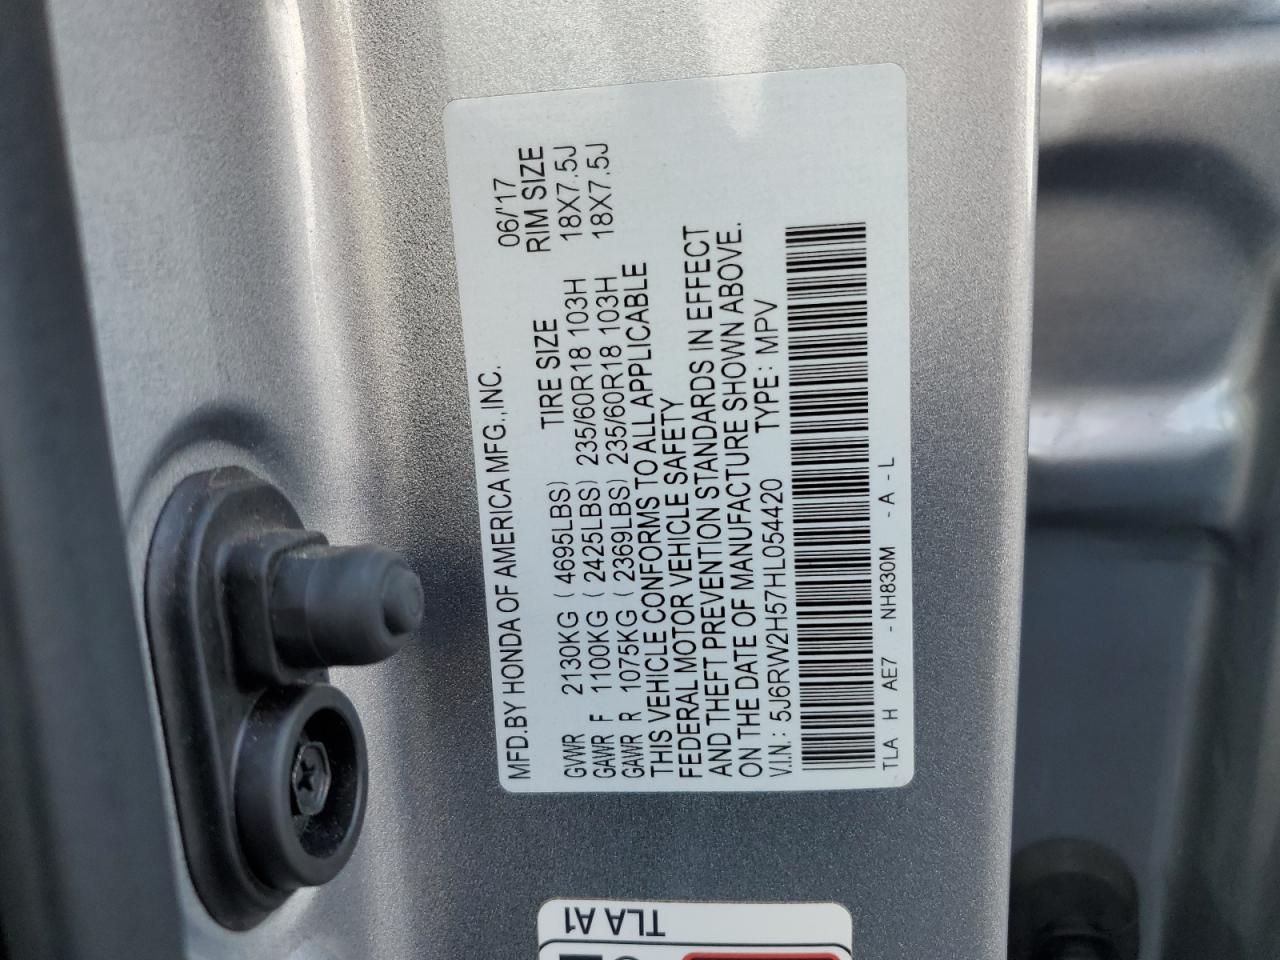 MFD.BY HONDA OF AMERICA MFG.,INC. 06/'17
TIRE SIZE RIM SIZE
GVWR 2130KG ( 4695LBS)
GAWR F 1100KG ( 2425LBS) 235/60R18 103H 18X7.5J
GAWR R 1075KG ( 2369LBS) 235/60R18 103H 18X7.5J
THIS VEHICLE CONFORMS TO ALL APPLICABLE
FEDERAL MOTOR VEHICLE SAFETY
AND THEFT PREVENTION STANDARDS IN EFFECT
ON THE DATE OF MANUFACTURE SHOWN ABOVE.
V.I.N.: 5J6RW2H57HL054420 TYPE: MPV
TLA H AE7 - NH830M - A - L
TLA A1